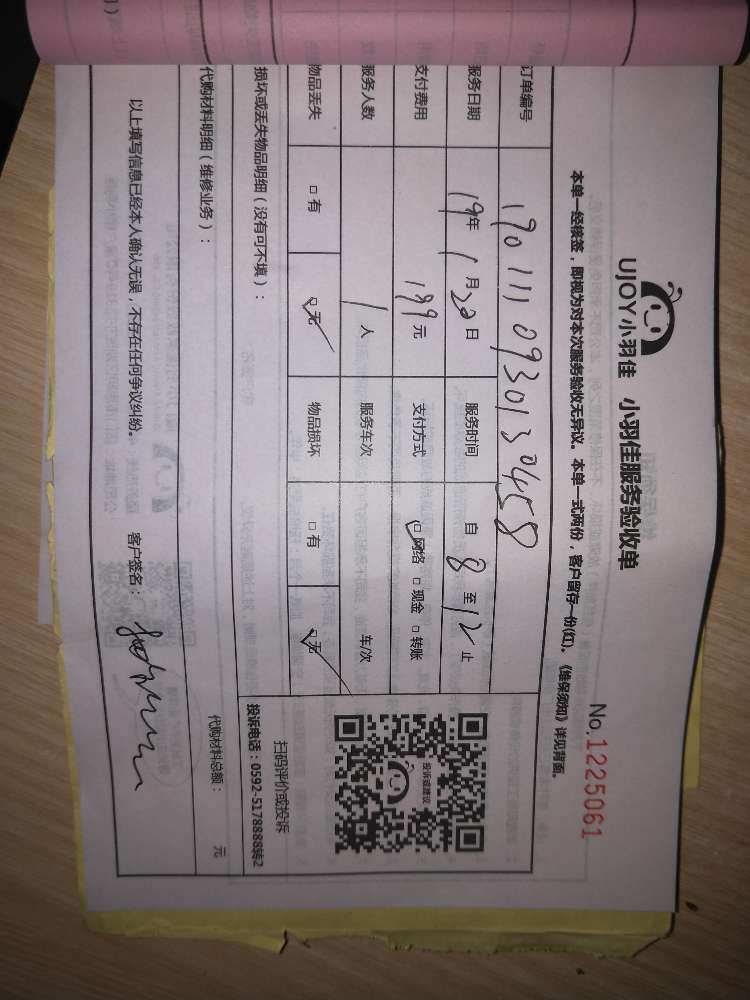 UJOY小羽佳
小羽佳服务验收单
No.1225061
本单一经核签，即视为对本次服务验收无异议。本单一式两份，客户留存一份(红)。《维保须知》详见背面。
订单编号 1901110930130458
服务日期 19年1月20日 服务时间 自8至12止
支付费用 199元 支付方式 网络 现金 转账
服务人数 1人 服务车次 车/次
物品丢失 有 无 物品损坏 有 无
投诉或建议
扫码评价或投诉
投诉电话：0592-5178888转2
损坏或丢失物品明细（没有可不填）：
代购材料明细（维修业务）：
代购材料总额： 元
以上填写信息已经本人确认无误，不存在任何争议纠纷。 客户签名：